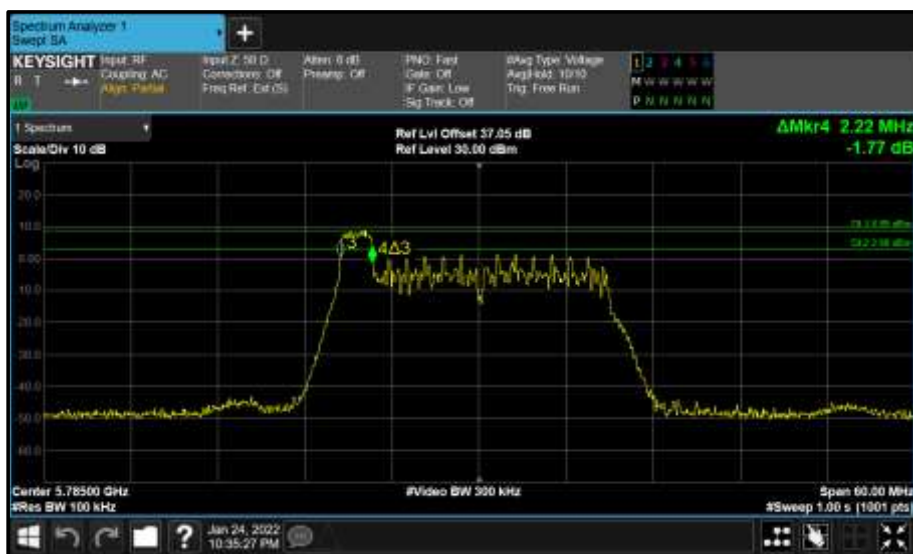 Spectrum Analyzer 1
Swept SA
+
KEYSIGHT
R T
Input: RF
Coupling: AC
Align: Partial
Input Z: 50 Ω
Corrections: Off
Freq Ref: Ext (S)
Atten: 6 dB
Preamp: Off
PNO: Fast
Gate: Off
IF Gain: Low
Sig Track: Off
#Avg Type: Voltage
Avg|Hold: 10/10
Trig: Free Run
1 2 3 4 5 6
M W W W W W
P N N N N N
1 Spectrum
Scale/Div 10 dB
Ref Lvl Offset 37.05 dB
Ref Level 30.00 dBm
ΔMkr4 2.22 MHz
-1.77 dB
Log
20.0
10.0
0.00
-10.0
-20.0
-30.0
-40.0
-50.0
-60.0
3
4Δ3
Center 5.78500 GHz
#Res BW 100 kHz
#Video BW 300 kHz
Span 60.00 MHz
#Sweep 1.00 s (1001 pts)
?
Jan 24, 2022
10:35:27 PM